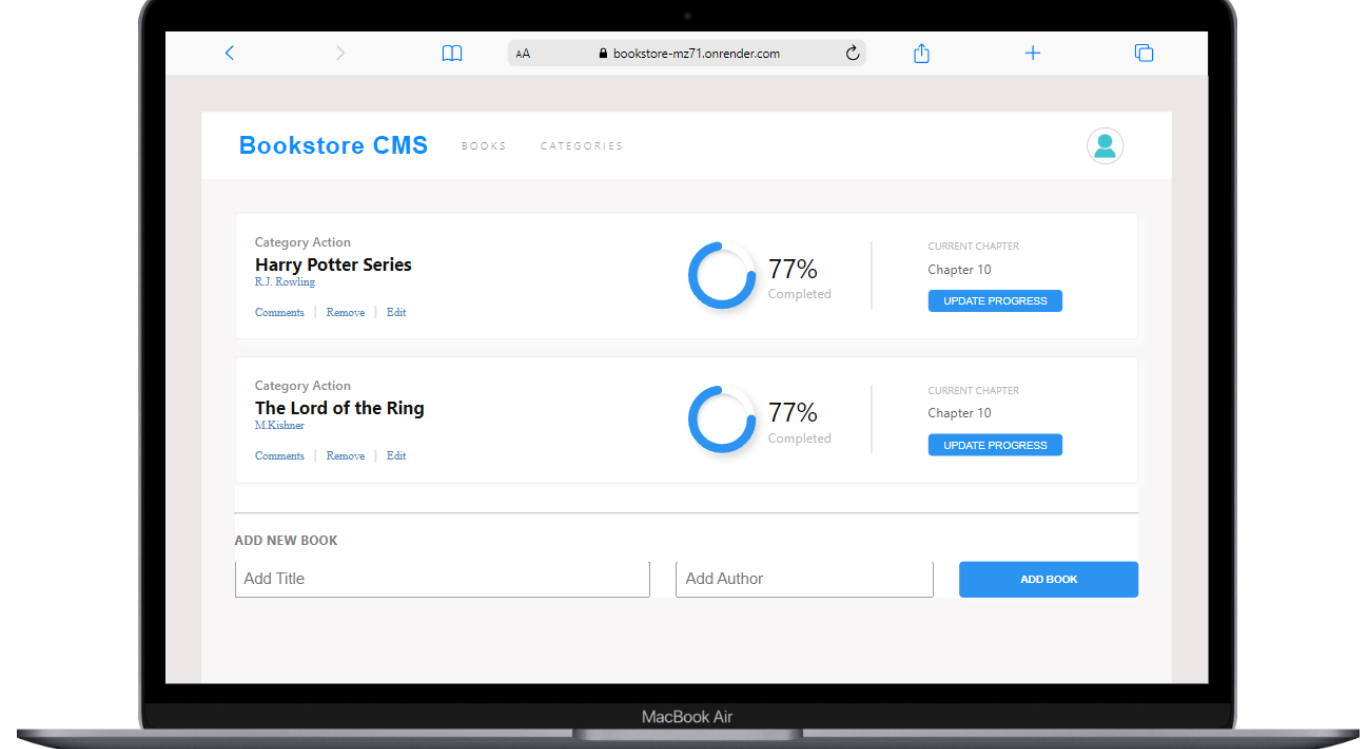 AA bookstore-mz71.onrender.com
Bookstore CMS BOOKS CATEGORIES
Category Action
Harry Potter Series
R.J. Rowling
Comments Remove Edit
77%
Completed
CURRENT CHAPTER
Chapter 10
UPDATE PROGRESS
Category Action
The Lord of the Ring
M.Kishner
Comments Remove Edit
77%
Completed
CURRENT CHAPTER
Chapter 10
UPDATE PROGRESS
ADD NEW BOOK
Add Title Add Author ADD BOOK
MacBook Air